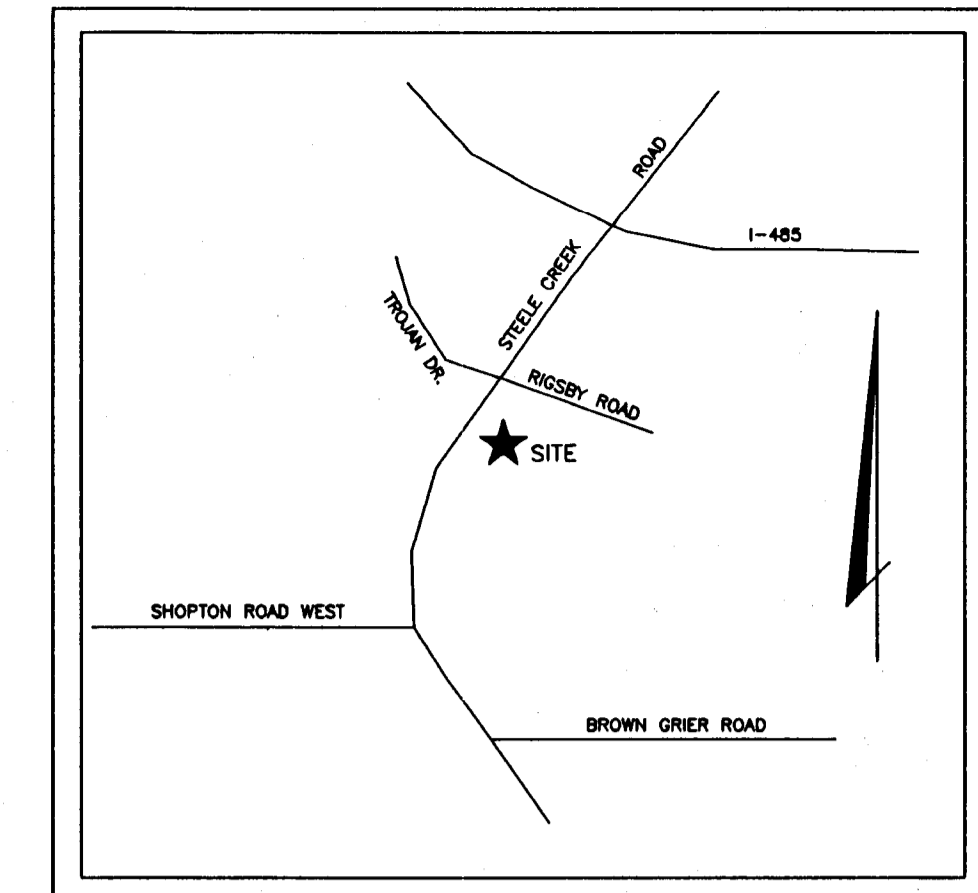 STEELE CREEK ROAD
I-485
TROJAN DR.
RIGSBY ROAD
SITE
SHOPTON ROAD WEST
BROWN GRIER ROAD